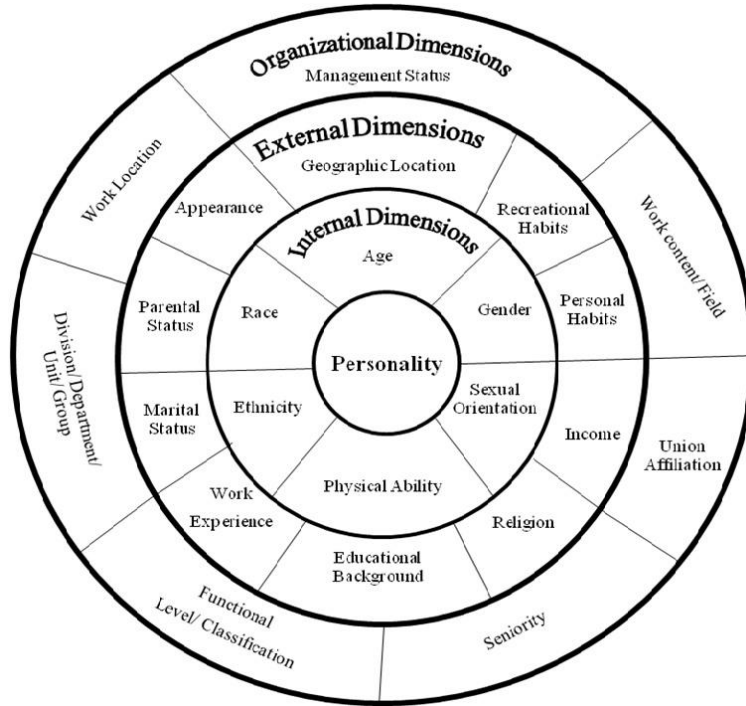 Organizational Dimensions
Management Status
Work content/ Field
Union
Affiliation
Seniority
Functional
Level/ Classification
Division/ Department/
Unit/ Group
Work Location
External Dimensions
Geographic Location
Recreational
Habits
Personal
Habits
Income
Religion
Educational
Background
Work
Experience
Marital
Status
Parental
Status
Appearance
Internal Dimensions
Age
Gender
Sexual
Orientation
Physical Ability
Ethnicity
Race
Personality